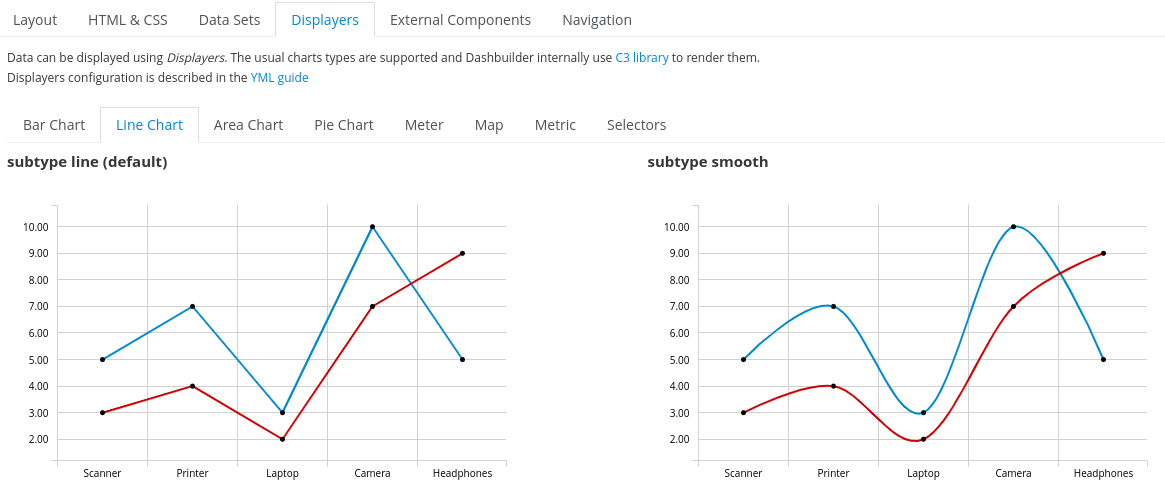 Layout HTML & CSS Data Sets Displayers External Components Navigation
Data can be displayed using Displayers. The usual charts types are supported and Dashbuilder internally use C3 library to render them.
Displayers configuration is described in the YML guide
Bar Chart Line Chart Area Chart Pie Chart Meter Map Metric Selectors
subtype line (default)
10.00
9.00
8.00
7.00
6.00
5.00
4.00
3.00
2.00
Scanner Printer Laptop Camera Headphones
subtype smooth
10.00
9.00
8.00
7.00
6.00
5.00
4.00
3.00
2.00
Scanner Printer Laptop Camera Headphones